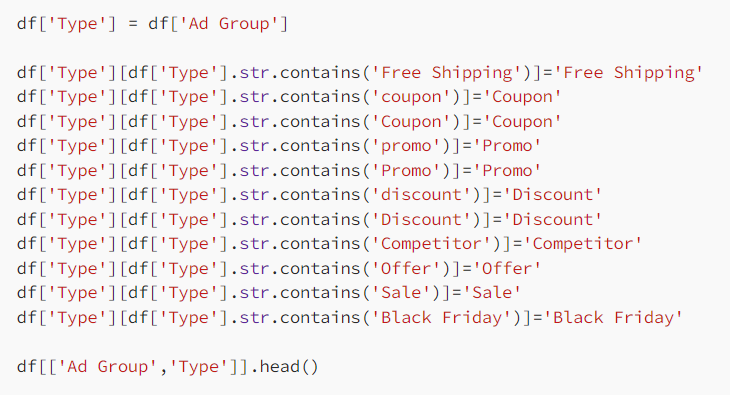 df['Type'] = df['Ad Group']
df['Type'][df['Type'].str.contains('Free Shipping')]='Free Shipping'
df['Type'][df['Type'].str.contains('coupon')]='Coupon'
df['Type'][df['Type'].str.contains('Coupon')]='Coupon'
df['Type'][df['Type'].str.contains('promo')]='Promo'
df['Type'][df['Type'].str.contains('Promo')]='Promo'
df['Type'][df['Type'].str.contains('discount')]='Discount'
df['Type'][df['Type'].str.contains('Discount')]='Discount'
df['Type'][df['Type'].str.contains('Competitor')]='Competitor'
df['Type'][df['Type'].str.contains('Offer')]='Offer'
df['Type'][df['Type'].str.contains('Sale')]='Sale'
df['Type'][df['Type'].str.contains('Black Friday')]='Black Friday'
df[['Ad Group','Type']].head()